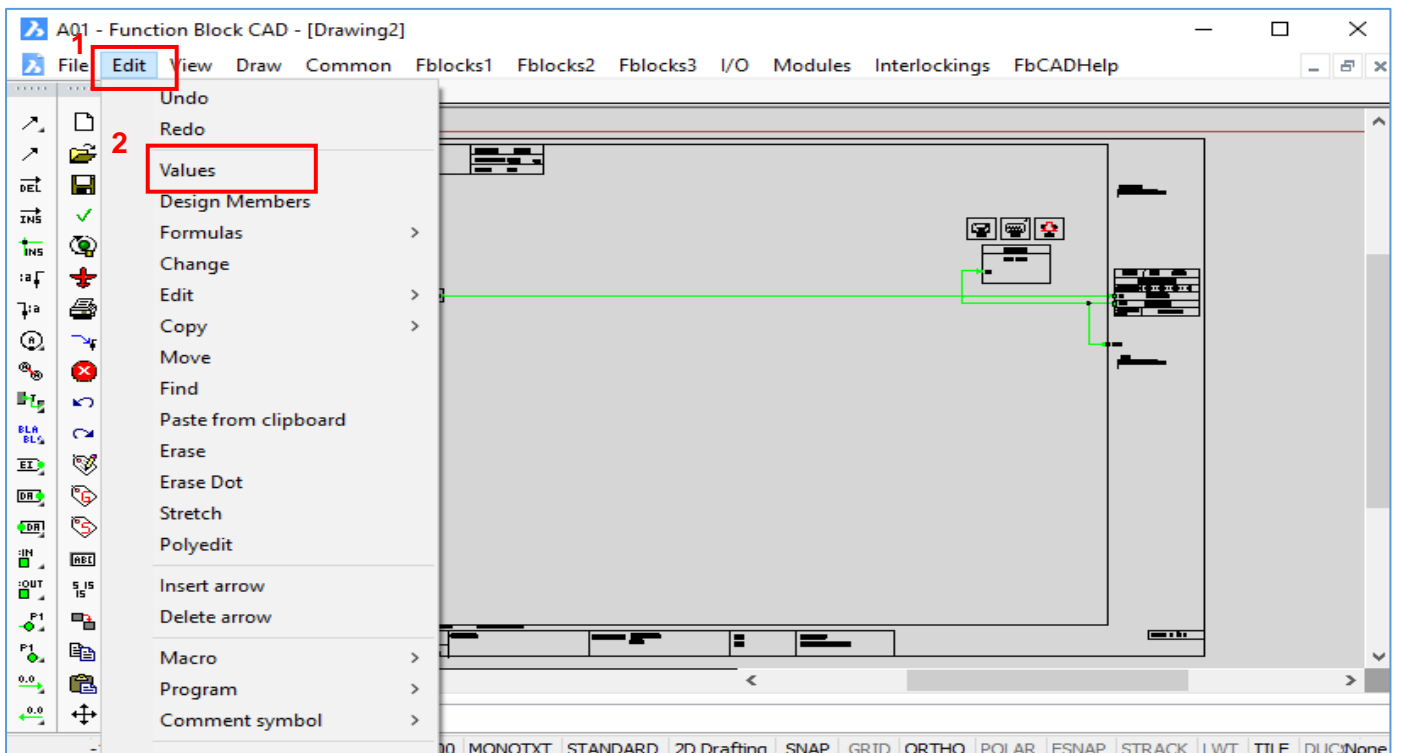 A01 - Function Block CAD - [Drawing2]
1
File Edit View Draw Common Fblocks1 Fblocks2 Fblocks3 I/O Modules Interlockings FbCADHelp
Undo
Redo
2
Values
Design Members
Formulas
Change
Edit
Copy
Move
Find
Paste from clipboard
Erase
Erase Dot
Stretch
Polyedit
Insert arrow
Delete arrow
Macro
Program
Comment symbol
DEL
INS
INS
:a
:a
BLA
BLS
EI
DA
DA
:IN
:OUT
P1
P1
0.0
0.0
G
S
ABC
MONOTXT STANDARD 2D Drafting SNAP GRID ORTHO POLAR ESNAP STRACK LWT TILE None